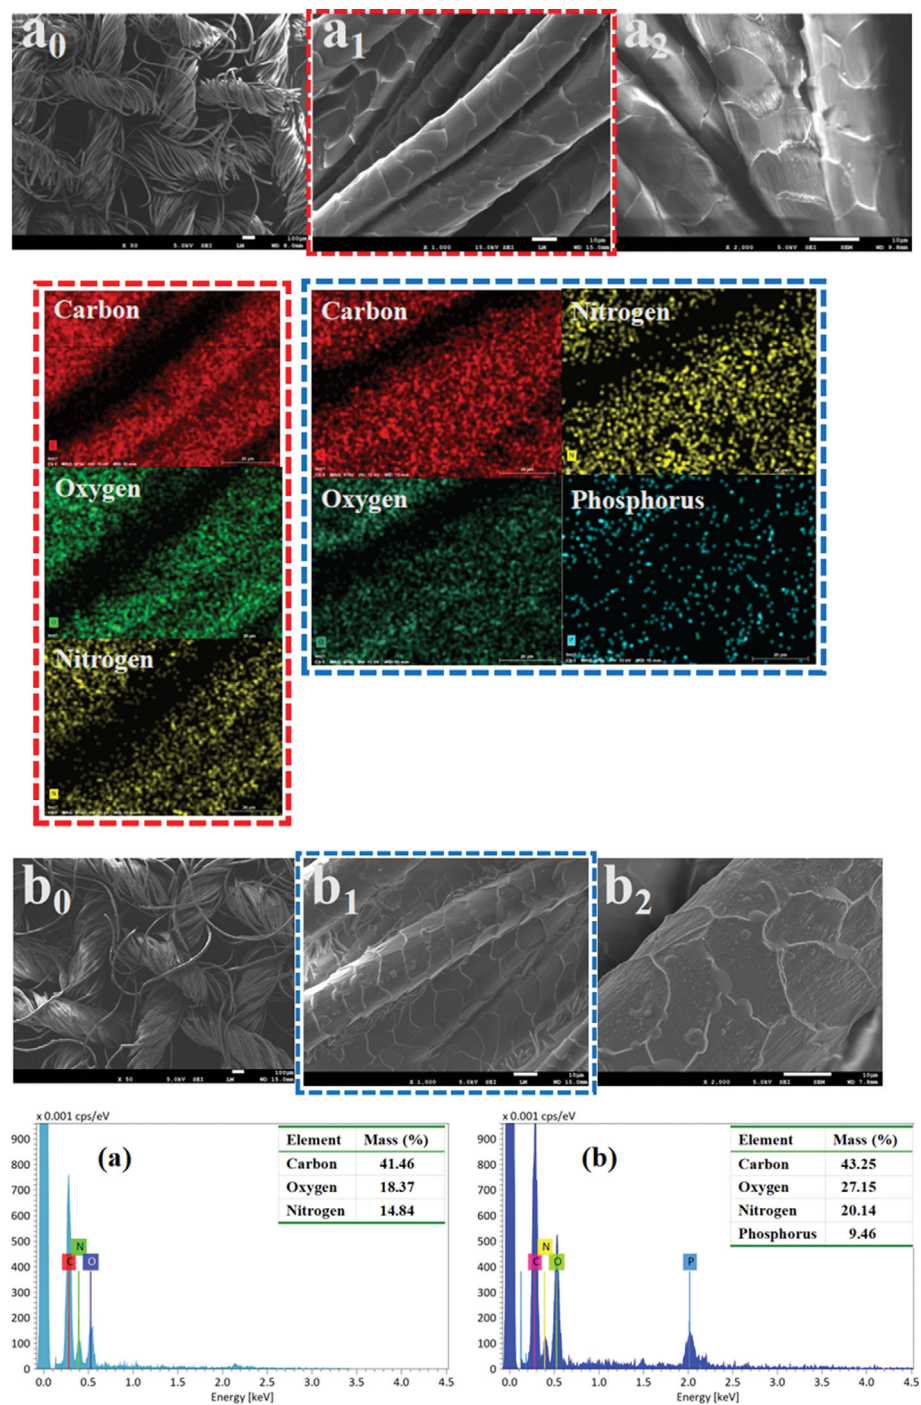 a0
a1
a2
X 50 5.0kV SEI LM 100µm WD 8.0mm
X 1,000 15.0kV SEI LM 10µm WD 15.0mm
X 2,000 5.0kV SEI SEM 10µm WD 9.8mm
Carbon
Oxygen
Nitrogen
N
20 µm
Carbon
Nitrogen
N
Oxygen
Phosphorus
P
20 µm
b0
b1
b2
X 50 5.0kV SEI LM 100µm WD 15.0mm
X 1,000 5.0kV SEI LM 10µm WD 15.0mm
X 2,000 5.0kV SEI SEM 10µm WD 7.8mm
x 0.001 cps/eV
(a)
Element Mass (%)
Carbon 41.46
Oxygen 18.37
Nitrogen 14.84
900
800
700
600
500
400
300
200
100
0
C
N
O
0.0 0.5 1.0 1.5 2.0 2.5 3.0 3.5 4.0 4.5
Energy [keV]
x 0.001 cps/eV
(b)
Element Mass (%)
Carbon 43.25
Oxygen 27.15
Nitrogen 20.14
Phosphorus 9.46
900
800
700
600
500
400
300
200
100
0
C
N
O
P
0.0 0.5 1.0 1.5 2.0 2.5 3.0 3.5 4.0 4.5
Energy [keV]